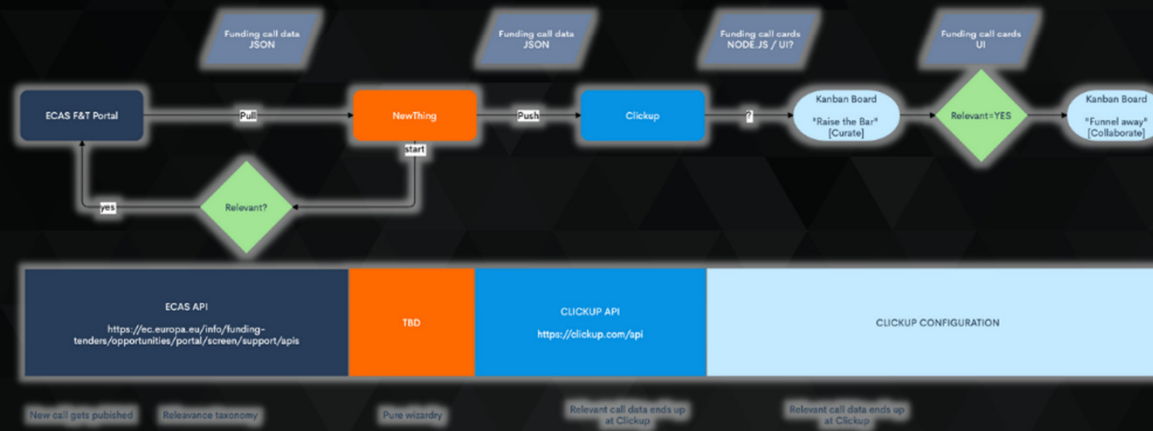 Funding call data
JSON
Funding call data
JSON
Funding call cards
NODE.JS / UI?
Funding call cards
UI
ECAS F&T Portal
Pull
NewThing
Push
Clickup
?
Kanban Board
"Raise the Bar"
[Curate]
Relevant=YES
Kanban Board
"Funnel away"
[Collaborate]
start
yes
Relevant?
ECAS API
https://ec.europa.eu/info/funding-
tenders/opportunities/portal/screen/support/apis
TBD
CLICKUP API
https://clickup.com/api
CLICKUP CONFIGURATION
New call gets pubished
Releavance taxonomy
Pure wizardry
Relevant call data ends up
at Clickup
Relevant call data ends up
at Clickup